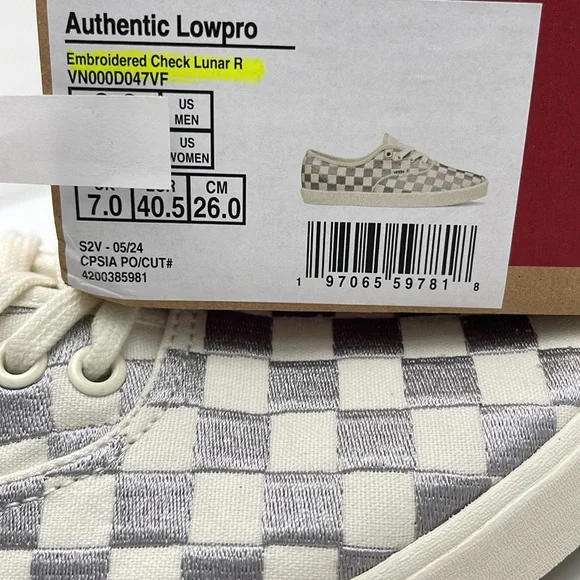 Authentic Lowpro
Embroidered Check Lunar R
VN000D047VF
US
MEN
US
WOMEN
EUR CM
7.0 40.5 26.0
S2V - 05/24
CPSIA PO/CUT#
4200385981
1 97065 59781 8